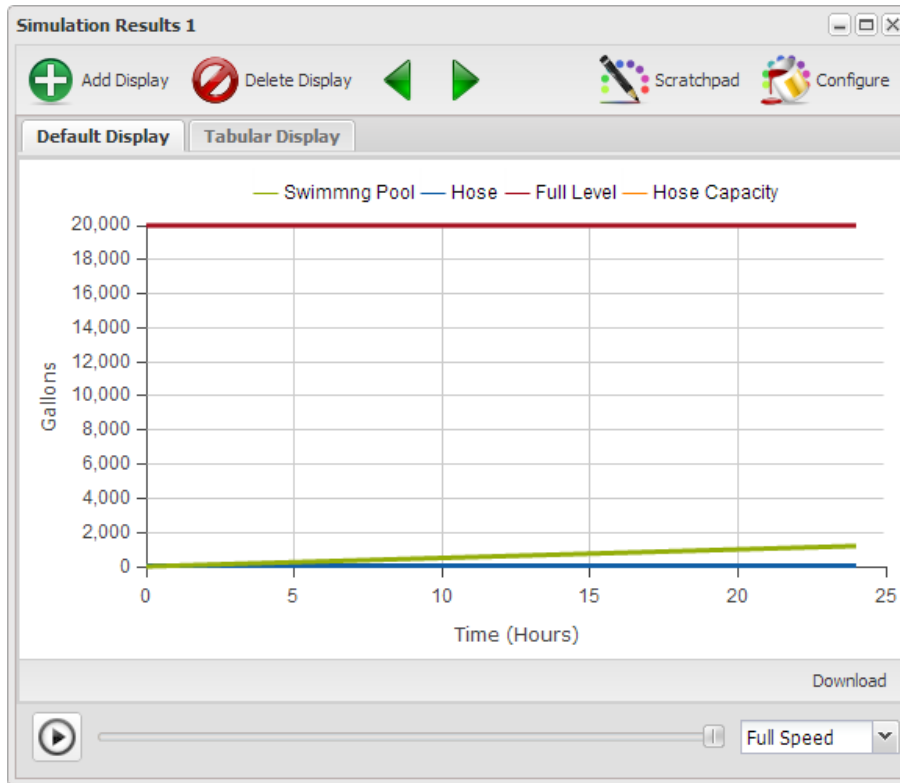 Simulation Results 1
Add Display Delete Display Scratchpad Configure
Default Display Tabular Display
Swimmng Pool Hose Full Level Hose Capacity
20,000
18,000
16,000
14,000
12,000
10,000
8,000
6,000
4,000
2,000
0
Gallons
0 5 10 15 20 25
Time (Hours)
Download
Full Speed